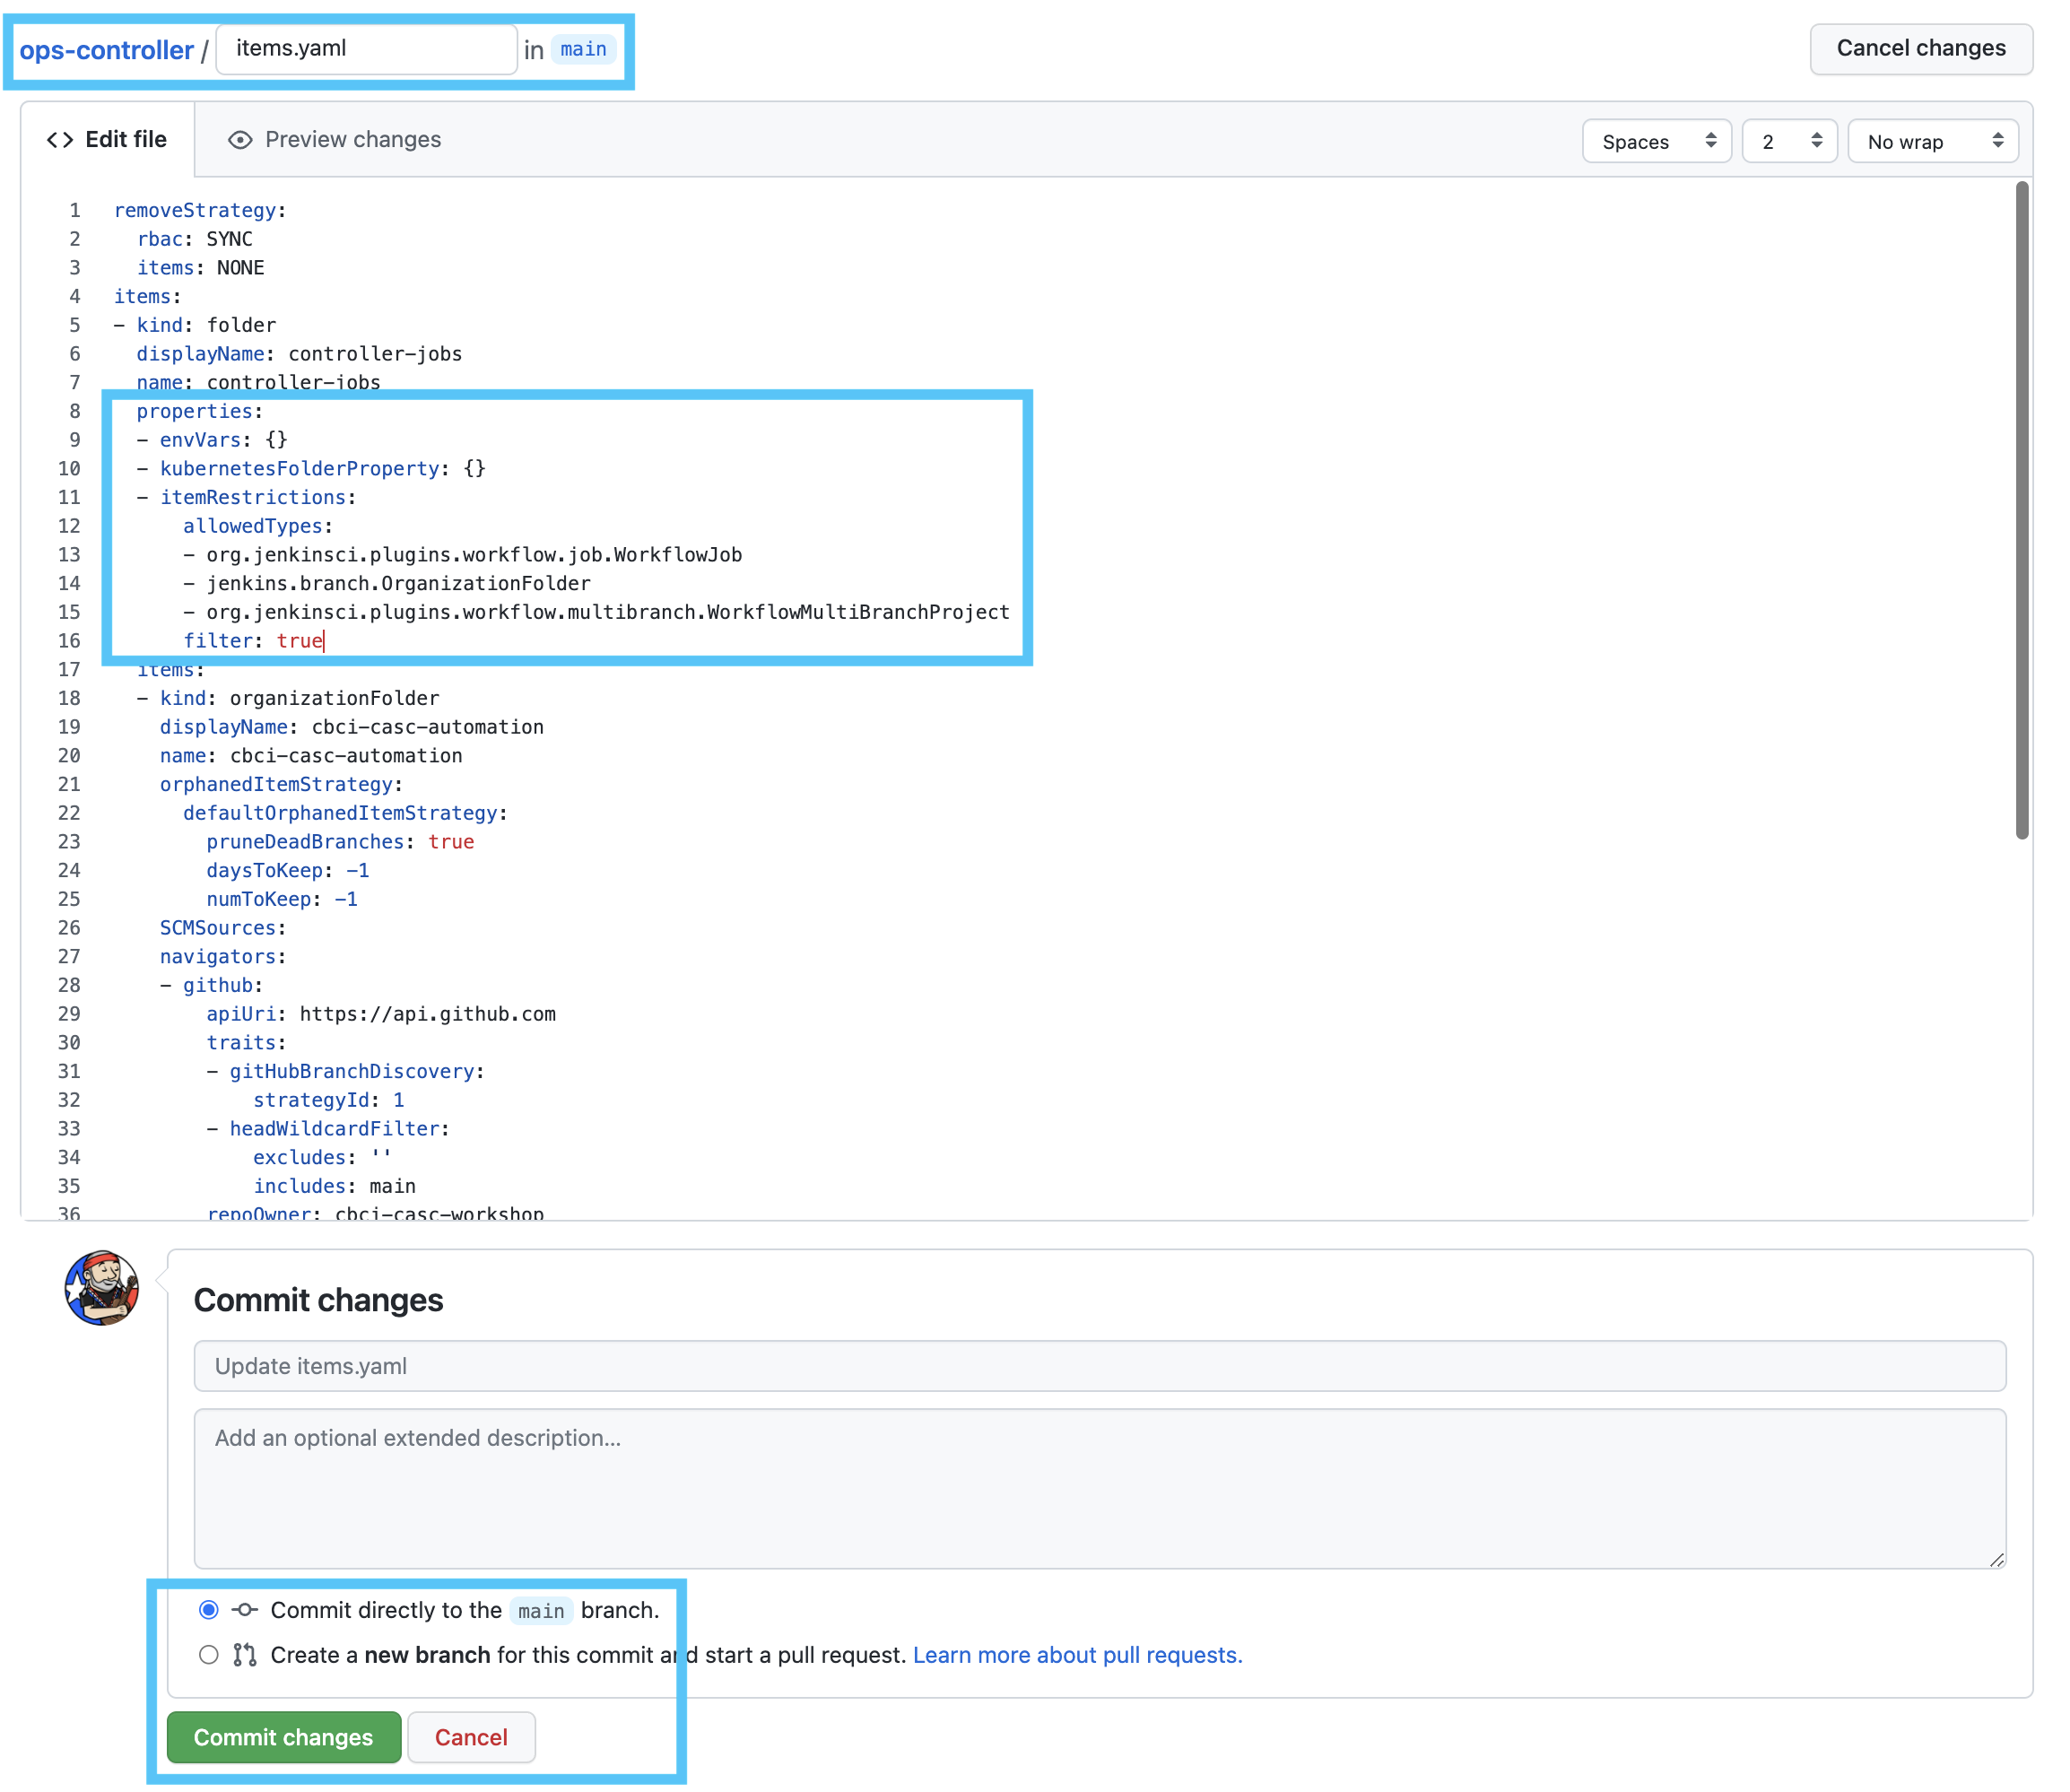 ops-controller / items.yaml in main
Cancel changes
Edit file
Preview changes
Spaces
2
No wrap
1 removeStrategy:
2   rbac: SYNC
3   items: NONE
4 items:
5 - kind: folder
6   displayName: controller-jobs
7   name: controller-jobs
8   properties:
9   - envVars: {}
10   - kubernetesFolderProperty: {}
11   - itemRestrictions:
12       allowedTypes:
13       - org.jenkinsci.plugins.workflow.job.WorkflowJob
14       - jenkins.branch.OrganizationFolder
15       - org.jenkinsci.plugins.workflow.multibranch.WorkflowMultiBranchProject
16       filter: true
17   items:
18   - kind: organizationFolder
19     displayName: cbci-casc-automation
20     name: cbci-casc-automation
21     orphanedItemStrategy:
22       defaultOrphanedItemStrategy:
23         pruneDeadBranches: true
24         daysToKeep: -1
25         numToKeep: -1
26     SCMSources:
27     navigators:
28     - github:
29         apiUri: https://api.github.com
30         traits:
31         - gitHubBranchDiscovery:
32             strategyId: 1
33         - headWildcardFilter:
34             excludes: ''
35             includes: main
36         repoOwner: cbci-casc-workshop
Commit changes
Update items.yaml
Add an optional extended description...
Commit directly to the main branch.
Create a new branch for this commit and start a pull request. Learn more about pull requests.
Commit changes
Cancel